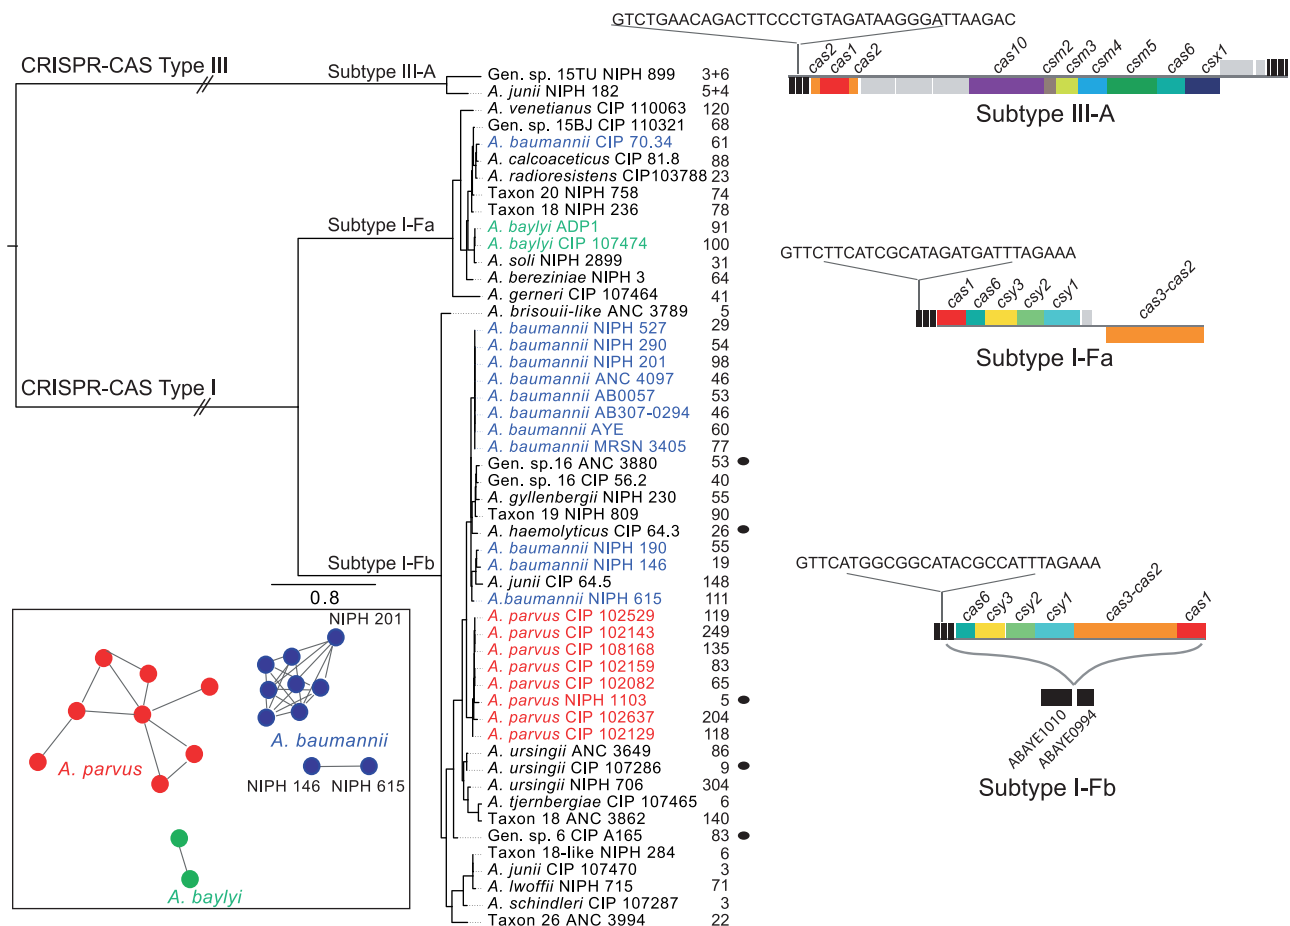 GTCTGAACAGACTTCCCTGTAGATAAGGGATTAAGAC
CRISPR-CAS Type III
Subtype III-A
cas2 cas1 cas2 cas10 csm2 csm3 csm4 csm5 cas6 csx1
Subtype III-A
Gen. sp. 15TU NIPH 899 3+6
A. junii NIPH 182 5+4
A. venetianus CIP 110063 120
Gen. sp. 15BJ CIP 110321 68
A. baumannii CIP 70.34 61
A. calcoaceticus CIP 81.8 88
A. radioresistens CIP103788 23
Taxon 20 NIPH 758 74
Taxon 18 NIPH 236 78
Subtype I-Fa
A. baylyi ADP1 91
A. baylyi CIP 107474 100
A. soli NIPH 2899 31
A. bereziniae NIPH 3 64
A. gerneri CIP 107464 41
GTTCTTCATCGCATAGATGATTTAGAAA
cas1 cas6 csy3 csy2 csy1 cas3-cas2
Subtype I-Fa
A. brisouii-like ANC 3789 5
A. baumannii NIPH 527 29
A. baumannii NIPH 290 54
A. baumannii NIPH 201 98
A. baumannii ANC 4097 46
CRISPR-CAS Type I
A. baumannii AB0057 53
A. baumannii AB307-0294 46
A. baumannii AYE 60
A. baumannii MRSN 3405 77
Gen. sp.16 ANC 3880 53
Gen. sp. 16 CIP 56.2 40
A. gyllenbergii NIPH 230 55
Taxon 19 NIPH 809 90
A. haemolyticus CIP 64.3 26
A. baumannii NIPH 190 55
Subtype I-Fb
A. baumannii NIPH 146 19
A. junii CIP 64.5 148
A.baumannii NIPH 615 111
A. parvus CIP 102529 119
A. parvus CIP 102143 249
A. parvus CIP 108168 135
A. parvus CIP 102159 83
A. parvus CIP 102082 65
A. parvus NIPH 1103 5
A. parvus CIP 102637 204
A. parvus CIP 102129 118
A. ursingii ANC 3649 86
A. ursingii CIP 107286 9
A. ursingii NIPH 706 304
A. tjernbergiae CIP 107465 6
Taxon 18 ANC 3862 140
Gen. sp. 6 CIP A165 83
Taxon 18-like NIPH 284 6
A. junii CIP 107470 3
A. lwoffii NIPH 715 71
A. schindleri CIP 107287 3
Taxon 26 ANC 3994 22
GTTCATGGCGGCATACGCCATTTAGAAA
cas6 csy3 csy2 csy1 cas3-cas2 cas1
ABAYE1010 ABAYE0994
Subtype I-Fb
0.8
NIPH 201
A. baumannii
A. parvus
NIPH 146 NIPH 615
A. baylyi